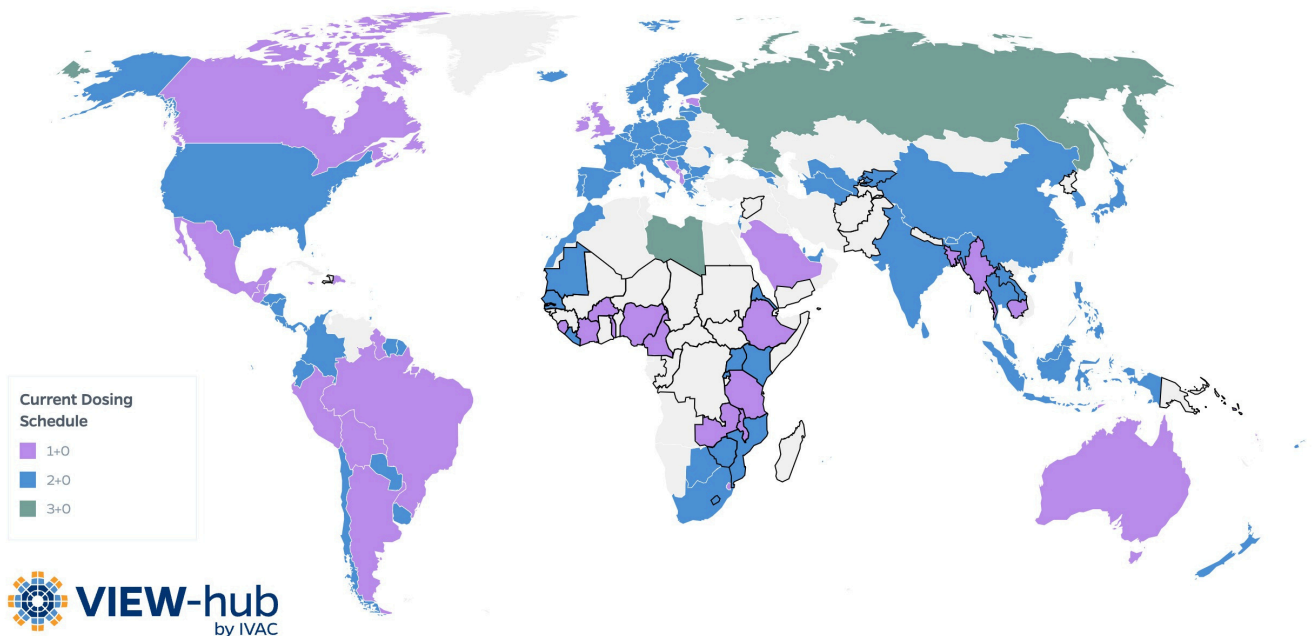 Current Dosing
Schedule
1+0
2+0
3+0
VIEW-hub
by IVAC